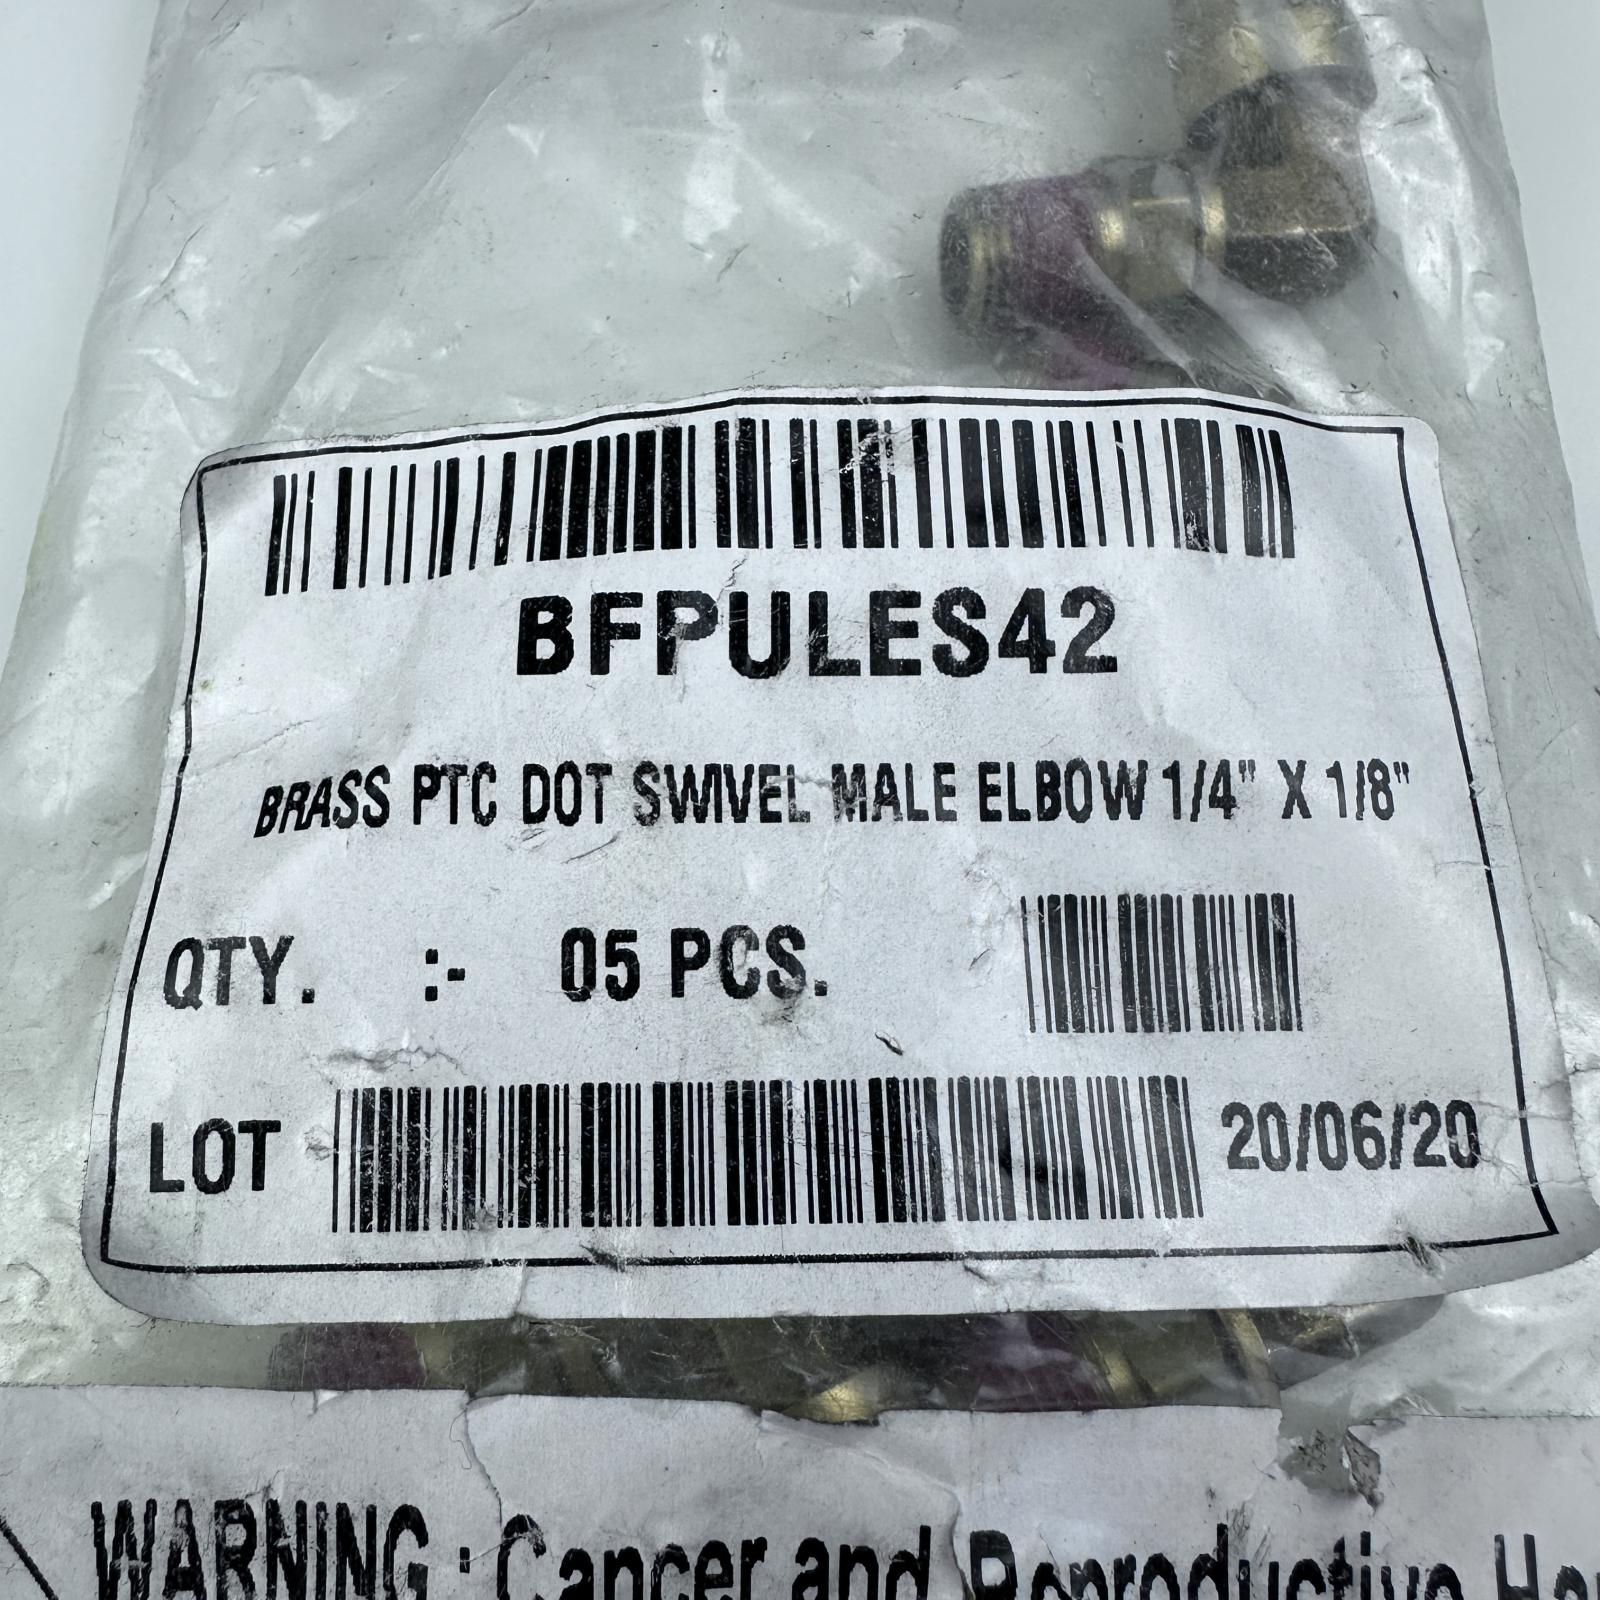 BFPULES42
BRASS PTC DOT SWIVEL MALE ELBOW 1/4" X 1/8"
QTY. :- 05 PCS.
LOT 20/06/20
WARNING : Cancer and Reproductive